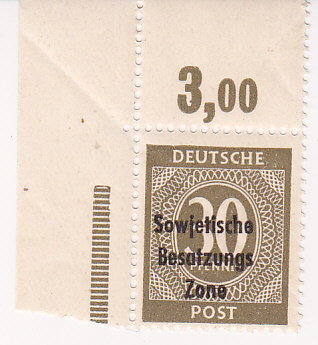 3,00
DEUTSCHE
30
Sowjetische
Besatzungs
PFENNIG
Zone
POST